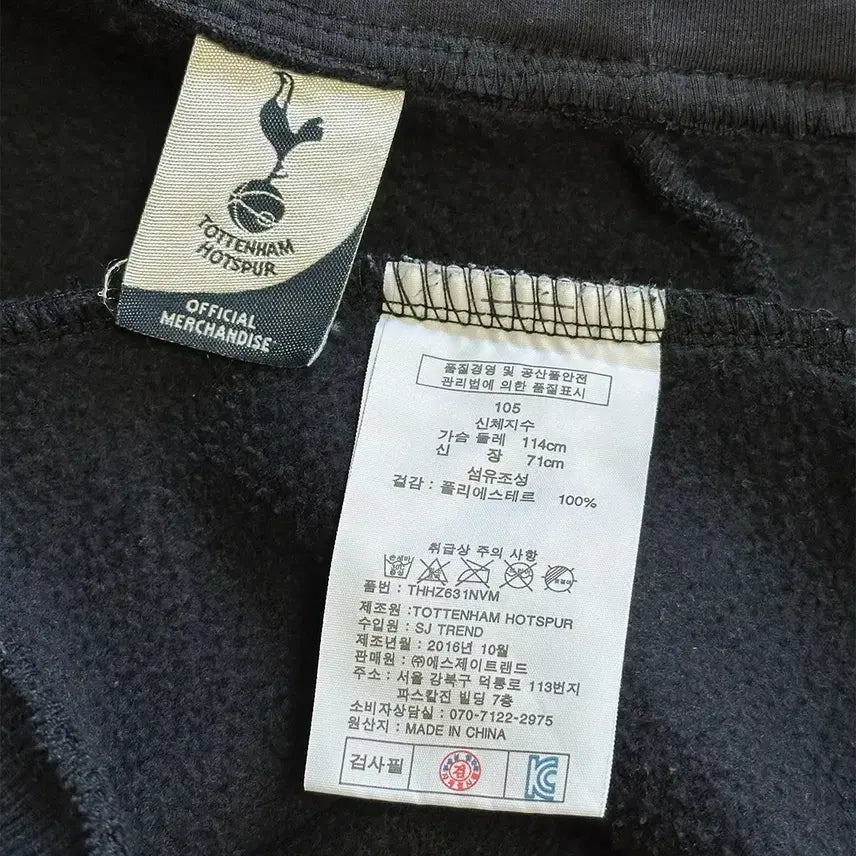 TOTTENHAM
HOTSPUR
OFFICIAL
MERCHANDISE
품질경영 및 공산품안전
관리법에 의한 품질표시
105
신체지수
가슴 둘레 114cm
신 장 71cm
섬유조성
겉감 : 폴리에스테르 100%
취급상 주의 사항
품번 : THHZ631NVM
제조원 :TOTTENHAM HOTSPUR
수입원 : SJ TREND
제조년월 : 2016년 10월
판매원 : ㈜에스제이트랜드
주소 : 서울 강북구 덕릉로 113번지
파스칼진 빌딩 7층
소비자상담실 : 070-7122-2975
원산지 : MADE IN CHINA
검사필 검